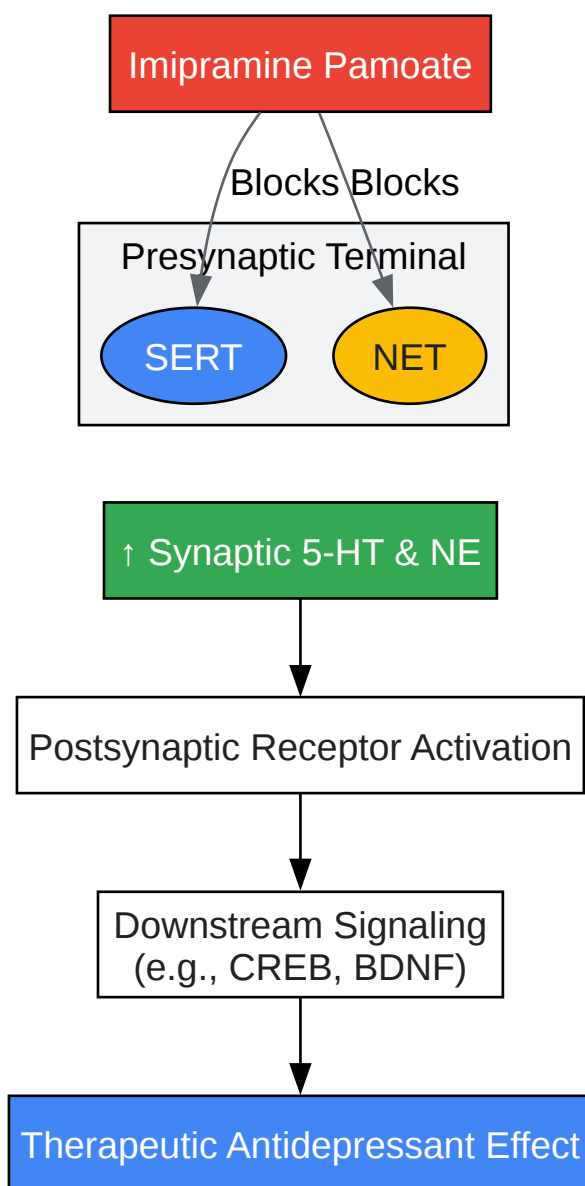 Imipramine Pamoate
Blocks Blocks
Presynaptic Terminal
SERT NET
↑ Synaptic 5-HT & NE
Postsynaptic Receptor Activation
Downstream Signaling
(e.g., CREB, BDNF)
Therapeutic Antidepressant Effect